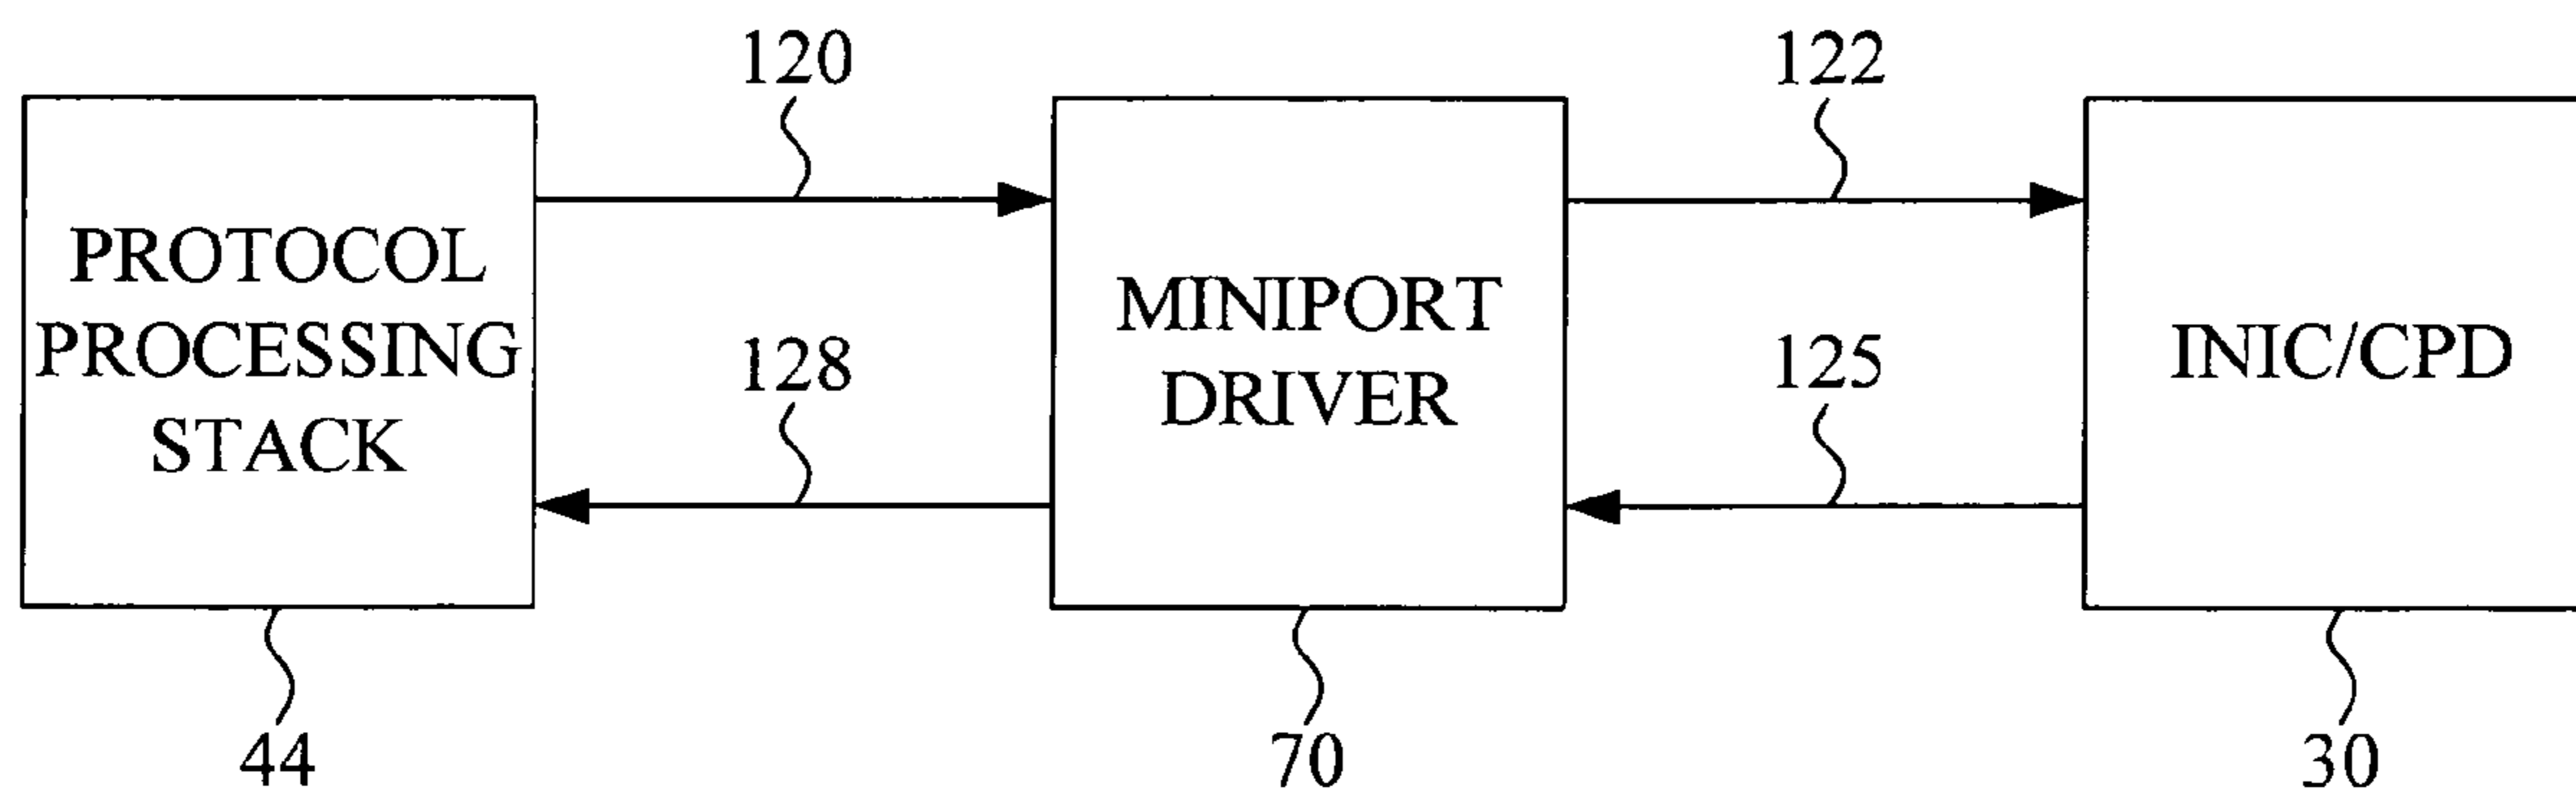 120
122
PROTOCOL
PROCESSING
STACK
128
MINIPORT
DRIVER
125
INIC/CPD
44
70
30